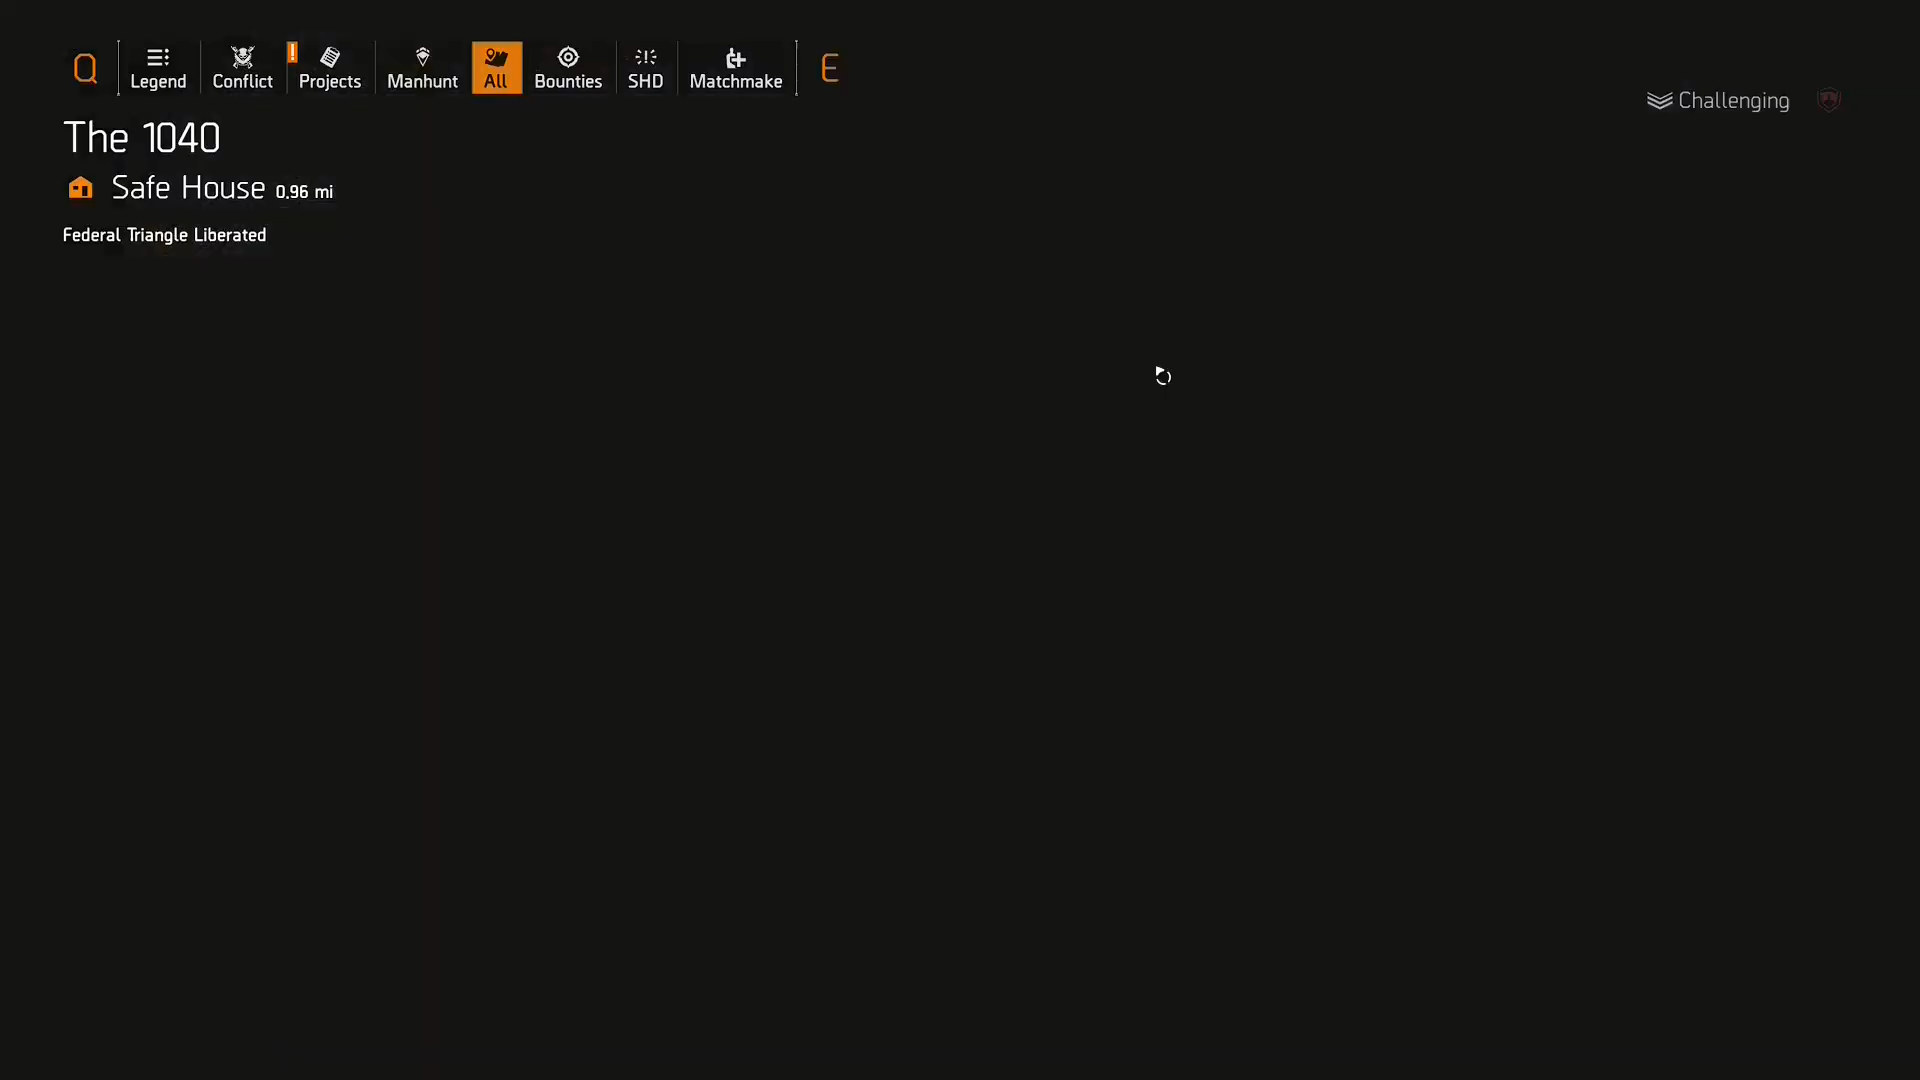 Q Legend Conflict ! Projects Manhunt All Bounties SHD Matchmake E
Challenging
The 1040
Safe House 0.96 mi
Federal Triangle Liberated